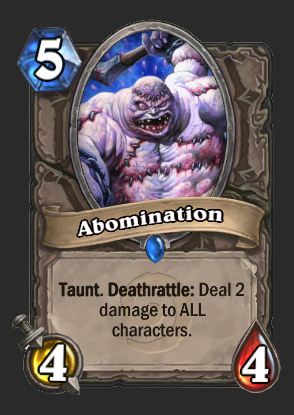 5
Abomination
Taunt. Deathrattle: Deal 2
damage to ALL
characters.
4
4